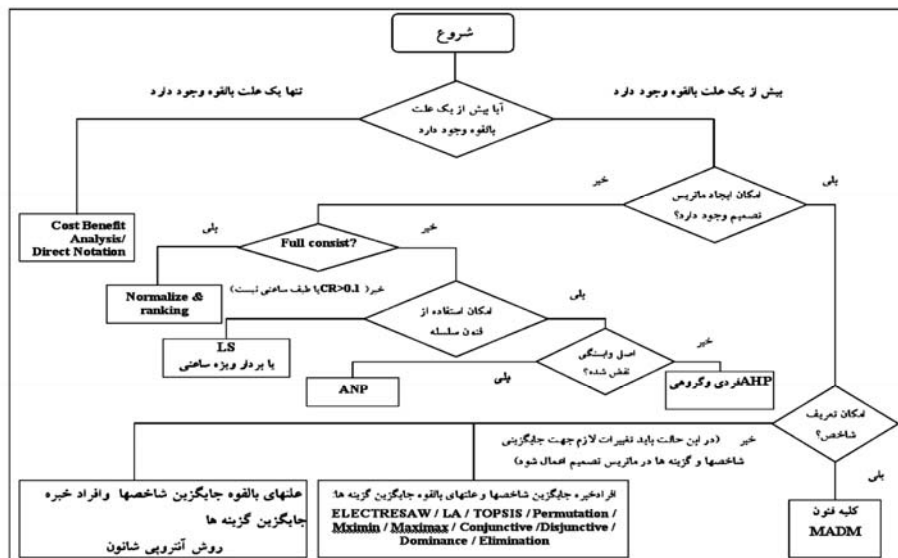 شروع
تنها یک علت بالقوه وجود دارد
بیش از یک علت بالقوه وجود دارد
آیا بیش از یک علت
بالقوه وجود دارد
خیر
بلی
امکان ایجاد ماتریس
تصمیم وجود دارد؟
Cost Benefit
Analysis/
Direct Notation
بلی
Full consist?
خیر
Normalize &
ranking
خیر( CR>0.1یا طیف ساعتی نیست)
امکان استفاده از
فنون سلسله
بلی
LS
یا بردار ویژه ساعتی
اصل وابستگی
نقض شده؟
خیر
بلی
ANP
AHPفردی وگروهی
امکان تعریف
شاخص؟
خیر
(در این حالت باید تغییرات لازم جهت جایگزینی
شاخصها و گزینه ها در ماتریس تصمیم اعمال شود)
بلی
علتهای بالقوه جایگزین شاخصها وافراد خبره
جایگزین گزینه ها
روش آنتروپی شانون
افرادخبره جایگزین شاخصها و علتهای بالقوه جایگزین گزینه ها:
ELECTRESAW / LA / TOPSIS / Permutation /
Mximin / Maximax / Conjunctive /Disjunctive /
Dominance / Elimination
کلیه فنون
MADM